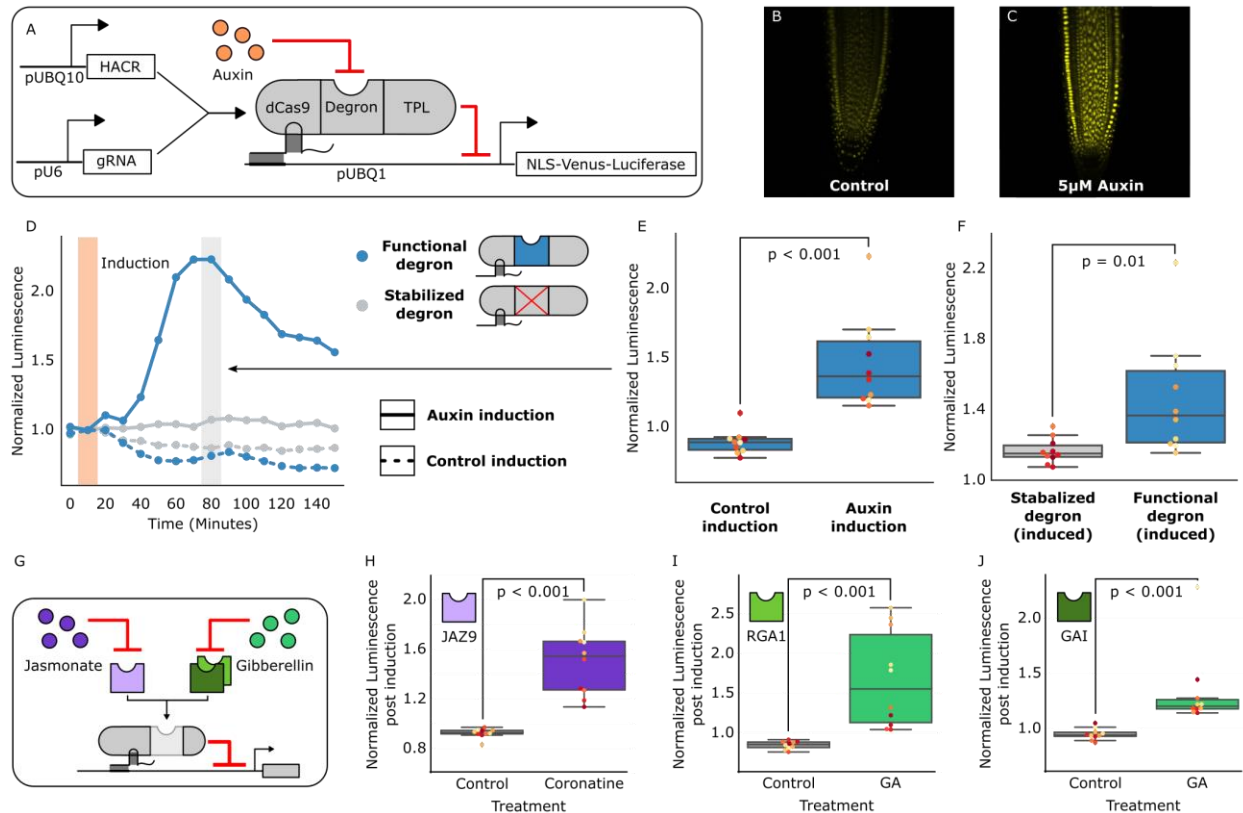 A
pUBQ10
HACR
pU6
gRNA
Auxin
dCas9
Degron
TPL
pUBQ1
NLS-Venus-Luciferase
B
Control
C
5µM Auxin
D
Normalized Luminescence
2.0
1.5
1.0
Induction
0 20 40 60 80 100 120 140
Time (Minutes)
Functional
degron
Stabilized
degron
Auxin induction
Control induction
E
Normalized Luminescence
2.0
1.5
1.0
p < 0.001
Control
induction
Auxin
induction
F
Normalized Luminescence
2.2
1.8
1.4
1.0
p = 0.01
Stabalized
degron
(induced)
Functional
degron
(induced)
G
Jasmonate
Gibberellin
H
Normalized Luminescence
post induction
2.0
1.6
1.2
0.8
p < 0.001
JAZ9
Control
Coronatine
Treatment
I
Normalized Luminescence
post induction
2.5
2.0
1.5
1.0
p < 0.001
RGA1
Control
GA
Treatment
J
Normalized Luminescence
post induction
2.0
1.5
1.0
p < 0.001
GAI
Control
GA
Treatment